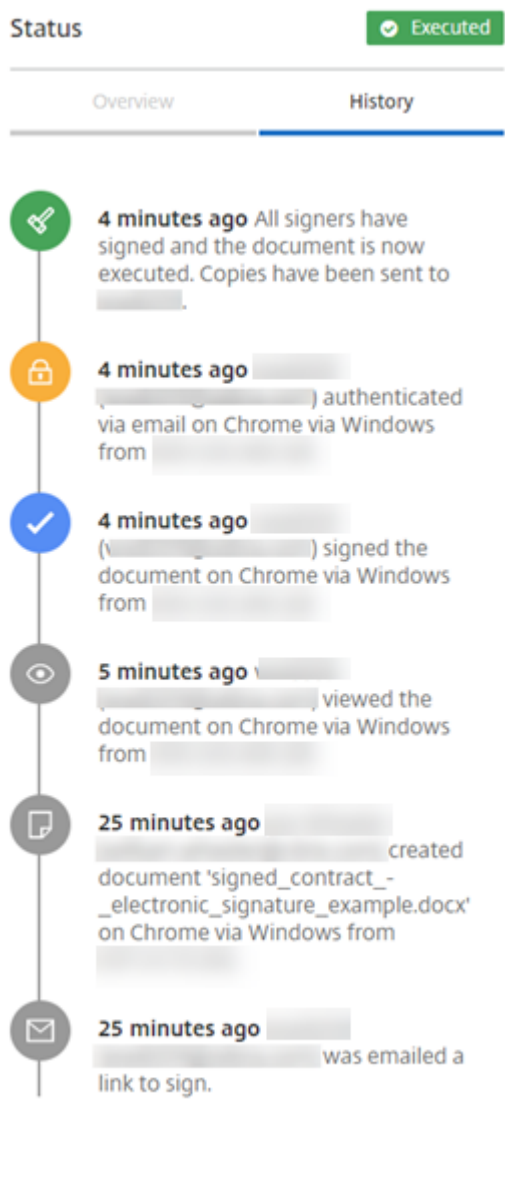 Status
Executed
Overview
History
4 minutes ago All signers have
signed and the document is now
executed. Copies have been sent to
.
4 minutes ago
( ) authenticated
via email on Chrome via Windows
from
4 minutes ago
( ) signed the
document on Chrome via Windows
from
5 minutes ago
( viewed the
document on Chrome via Windows
from
25 minutes ago
created
document 'signed_contract_-
_electronic_signature_example.docx'
on Chrome via Windows from
25 minutes ago
was emailed a
link to sign.